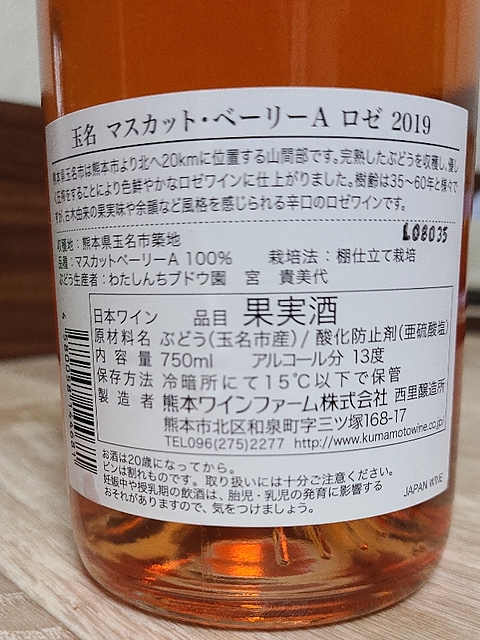 玉名 マスカット・ベーリーA ロゼ 2019
熊本県玉名市は熊本市より北へ20kmに位置する山間部です。完熟したぶどうを収穫し、優し
く圧搾をすることにより色鮮やかなロゼワインに仕上がりました。樹齢は35~60年と様々で
すが、古木由来の果実味や余韻など風格を感じられる辛口のロゼワインです。
L08035
収穫地:熊本県玉名市築地
品種:マスカットベーリーA 100% 栽培法:棚仕立て栽培
ぶどう生産者:わたしんちブドウ園 宮 貴美代
日本ワイン 品目 果実酒
原材料名 ぶどう(玉名市産)/酸化防止剤(亜硫酸塩)
内容量 750ml アルコール分 13度
保存方法 冷暗所にて15℃以下で保管
製造者 熊本ワインファーム株式会社 西里醸造所
熊本市北区和泉町字三ツ塚168-17
TEL096(275)2277 http://www.kumamotowine.co.jp/
お酒は20歳になってから。
ビンは割れものです。取り扱いには十分ご注意ください。
妊娠中や授乳期の飲酒は、胎児・乳児の発育に影響する
おそれがありますので、気をつけましょう。
JAPAN WINE